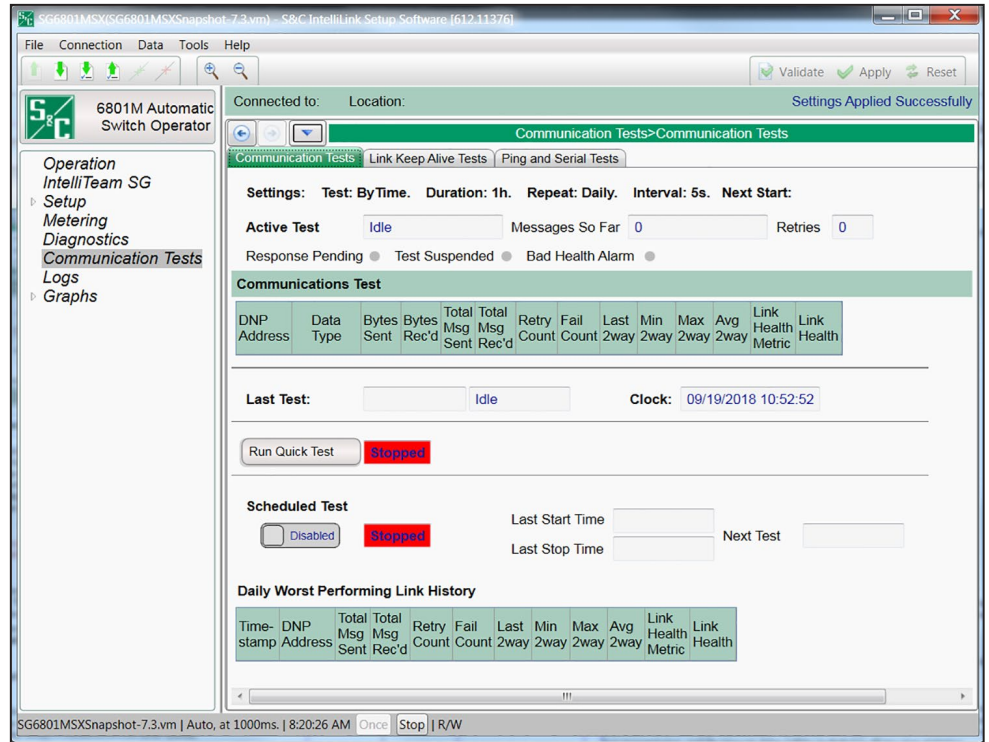 SG6801MSX(SG6801MSXSnapshot-7.3.vm) - S&C IntelliLink Setup Software [612.11376]
File Connection Data Tools Help
Validate Apply Reset
S&C
6801M Automatic
Switch Operator
Connected to: Location: Settings Applied Successfully
Communication Tests>Communication Tests
Communication Tests Link Keep Alive Tests Ping and Serial Tests
Operation
IntelliTeam SG
Setup
Metering
Diagnostics
Communication Tests
Logs
Graphs
Settings: Test: ByTime. Duration: 1h. Repeat: Daily. Interval: 5s. Next Start:
Active Test Idle Messages So Far 0 Retries 0
Response Pending Test Suspended Bad Health Alarm
Communications Test
DNP Address Data Type Bytes Sent Bytes Rec'd Total Msg Sent Total Msg Rec'd Retry Count Fail Count Last 2way Min 2way Max 2way Avg 2way Link Health Metric Link Health
Last Test: Idle Clock: 09/19/2018 10:52:52
Run Quick Test Stopped
Scheduled Test
Disabled Stopped
Last Start Time
Last Stop Time
Next Test
Daily Worst Performing Link History
Time-stamp DNP Address Total Msg Sent Total Msg Rec'd Retry Count Fail Count Last 2way Min 2way Max 2way Avg 2way Link Health Metric Link Health
SG6801MSXSnapshot-7.3.vm | Auto, at 1000ms. | 8:20:26 AM Once Stop | R/W